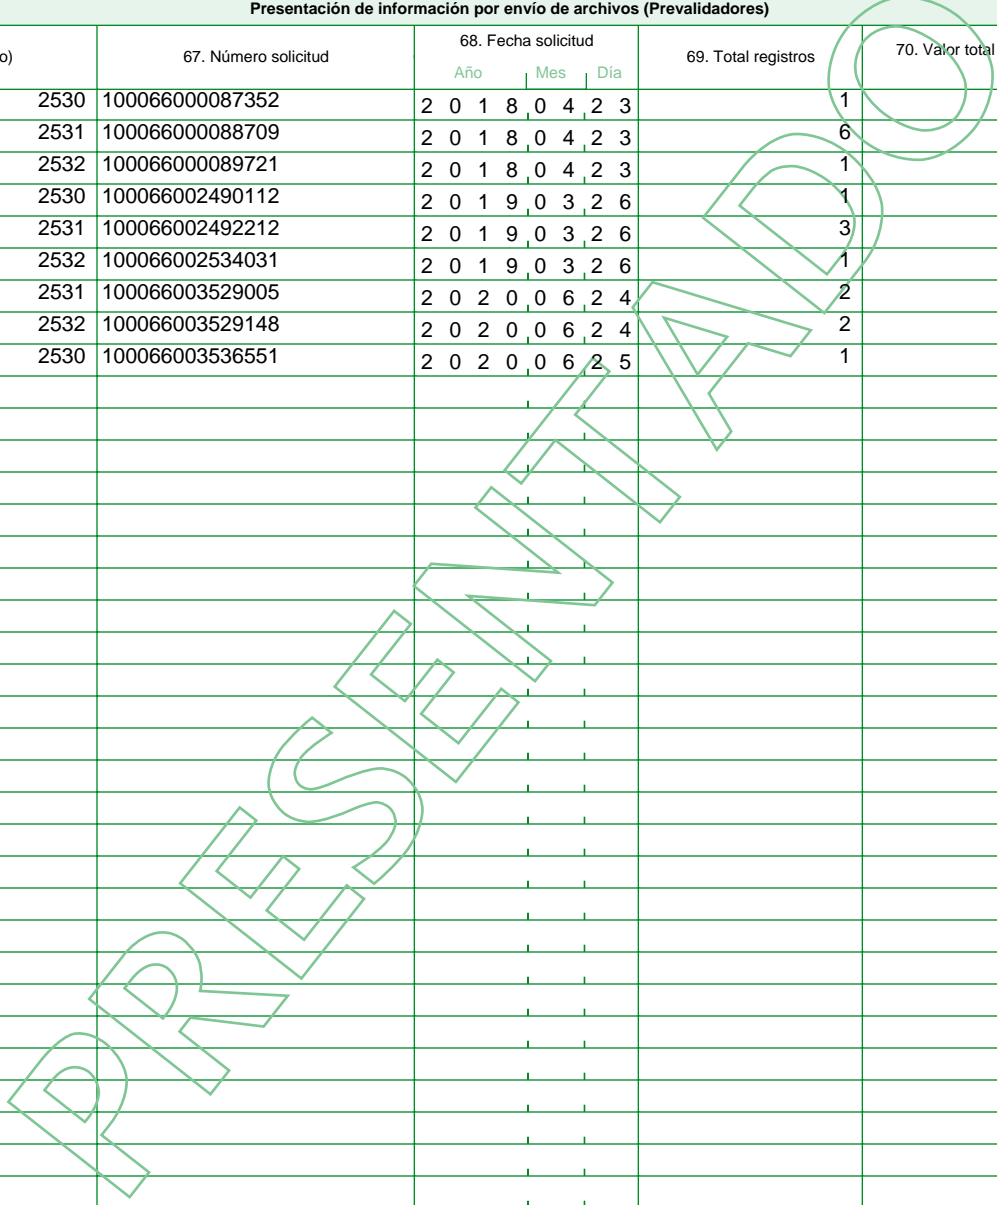 Presentación de información por envío de archivos (Prevalidadores)
o) 67. Número solicitud 68. Fecha solicitud 69. Total registros 70. Valor total
Año Mes Día
2530 100066000087352 2 0 1 8 0 4 2 3 1
2531 100066000088709 2 0 1 8 0 4 2 3 6
2532 100066000089721 2 0 1 8 0 4 2 3 1
2530 100066002490112 2 0 1 9 0 3 2 6 1
2531 100066002492212 2 0 1 9 0 3 2 6 3
2532 100066002534031 2 0 1 9 0 3 2 6 1
2531 100066003529005 2 0 2 0 0 6 2 4 2
2532 100066003529148 2 0 2 0 0 6 2 4 2
2530 100066003536551 2 0 2 0 0 6 2 5 1
PRESENTADO